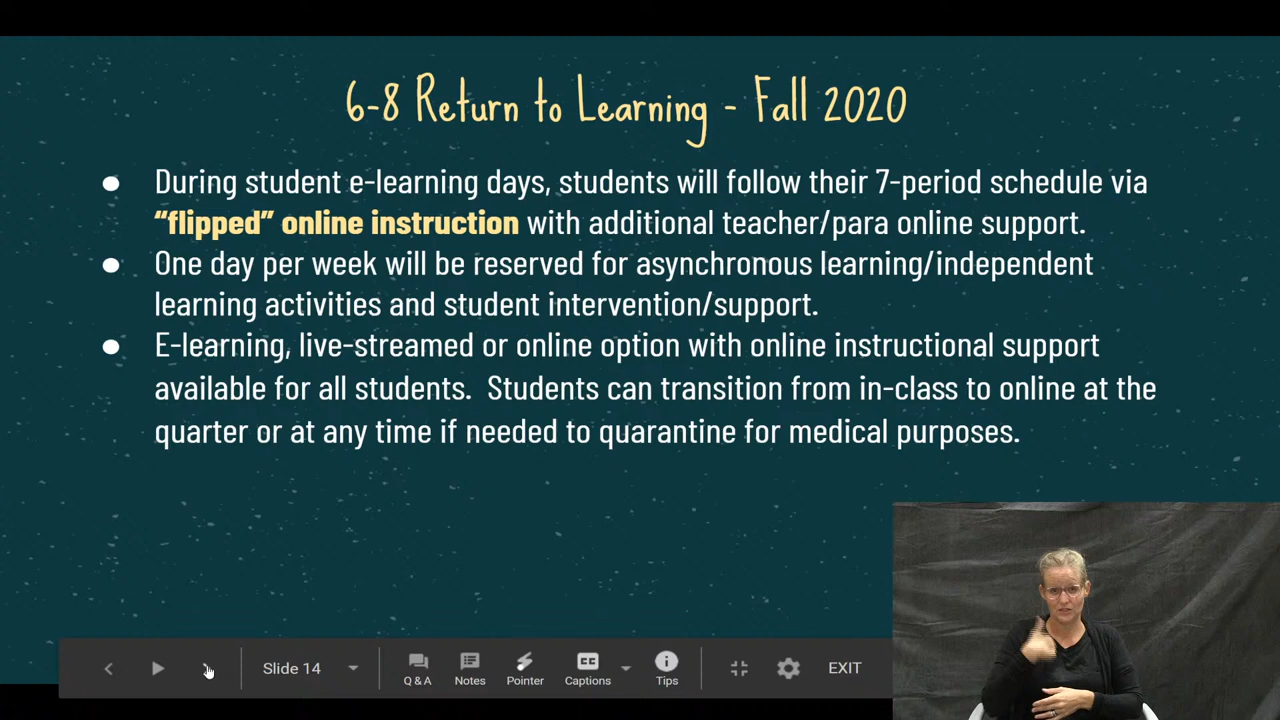 6-8 Return to Learning - Fall 2020
During student e-learning days, students will follow their 7-period schedule via
“flipped” online instruction with additional teacher/para online support.
One day per week will be reserved for asynchronous learning/independent
learning activities and student intervention/support.
E-learning, live-streamed or online option with online instructional support
available for all students.  Students can transition from in-class to online at the
quarter or at any time if needed to quarantine for medical purposes.
Slide 14
Q & A
Notes
Pointer
CC
Captions
Tips
EXIT